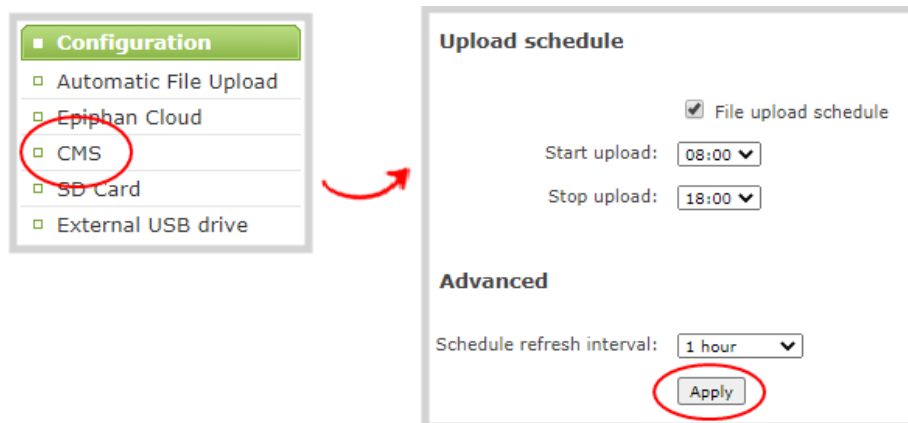 Configuration
Automatic File Upload
Epiphan Cloud
CMS
SD Card
External USB drive
Upload schedule
File upload schedule
Start upload: 08:00
Stop upload: 18:00
Advanced
Schedule refresh interval: 1 hour
Apply